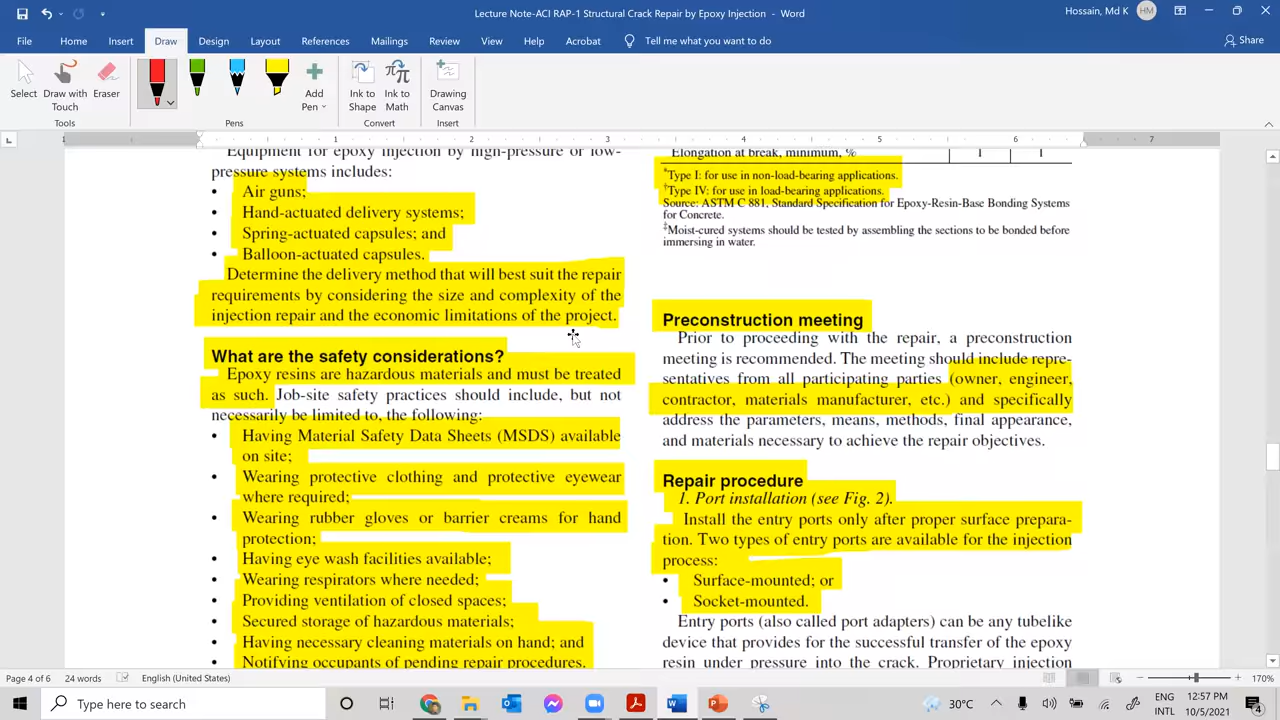 Lecture Note-ACI RAP-1 Structural Crack Repair by Epoxy Injection - Word
Hossain, Md K
HM
File
Home
Insert
Draw
Design
Layout
References
Mailings
Review
View
Help
Acrobat
Tell me what you want to do
Share
Select
Draw with Touch
Eraser
Add Pen
Ink to Shape
Ink to Math
Drawing Canvas
Tools
Pens
Convert
Insert
1
1
2
3
4
5
6
7
Equipment for epoxy injection by high-pressure or low-
pressure systems includes:
• Air guns;
• Hand-actuated delivery systems;
• Spring-actuated capsules; and
• Balloon-actuated capsules.
Determine the delivery method that will best suit the repair
requirements by considering the size and complexity of the
injection repair and the economic limitations of the project.
What are the safety considerations?
Epoxy resins are hazardous materials and must be treated
as such. Job-site safety practices should include, but not
necessarily be limited to, the following:
• Having Material Safety Data Sheets (MSDS) available
on site;
• Wearing protective clothing and protective eyewear
where required;
• Wearing rubber gloves or barrier creams for hand
protection;
• Having eye wash facilities available;
• Wearing respirators where needed;
• Providing ventilation of closed spaces;
• Secured storage of hazardous materials;
• Having necessary cleaning materials on hand; and
• Notifying occupants of pending repair procedures.
Elongation at break, minimum, % 1 1
*Type I: for use in non-load-bearing applications.
†Type IV: for use in load-bearing applications.
Source: ASTM C 881, Standard Specification for Epoxy-Resin-Base Bonding Systems
for Concrete.
‡Moist-cured systems should be tested by assembling the sections to be bonded before
immersing in water.
Preconstruction meeting
Prior to proceeding with the repair, a preconstruction
meeting is recommended. The meeting should include repre-
sentatives from all participating parties (owner, engineer,
contractor, materials manufacturer, etc.) and specifically
address the parameters, means, methods, final appearance,
and materials necessary to achieve the repair objectives.
Repair procedure
1. Port installation (see Fig. 2).
Install the entry ports only after proper surface prepara-
tion. Two types of entry ports are available for the injection
process:
• Surface-mounted; or
• Socket-mounted.
Entry ports (also called port adapters) can be any tubelike
device that provides for the successful transfer of the epoxy
resin under pressure into the crack. Proprietary injection
Page 4 of 6
24 words
English (United States)
170%
Type here to search
30°C
ENG
INTL
12:57 PM
10/5/2021
4